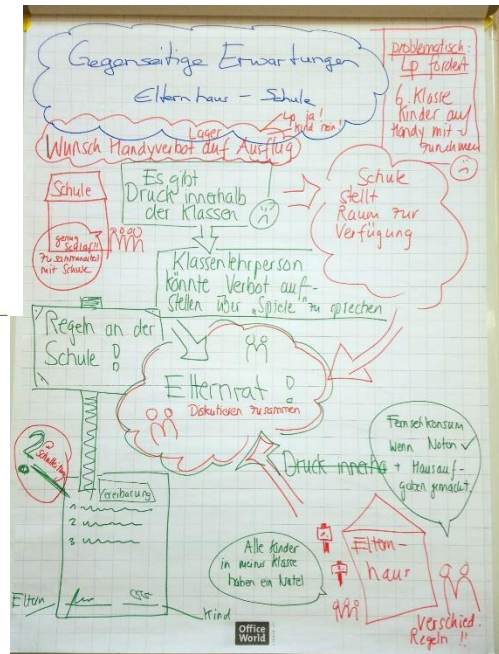 Gegenseitige Erwartungen
Elternhaus – Schule
problematisch:
Lp fordert
6. Klasse
Kinder auf
Handy mit
zunehmen
Lp ja!
Kind nein!
Lager
Wunsch Handyverbot auf Ausflug
Schule
genug
Schlaf!!
Zusammenarbeit
mit Schule
Es gibt
Druck innerhalb
der Klassen
Schule
stellt
Raum zur
Verfügung
Klassenlehrperson
könnte Verbot auf-
stellen über „Spiele" zu sprechen
Regeln an der
Schule!
Elternrat!
Diskutieren zusammen
Schulleitung
?
Vereinbarung
1
2
3
Eltern
Kind
Druck innerha
Fernsehkonsum
wenn Noten ✓
+ Hausauf-
gaben gemacht.
Alle Kinder
in meiner Klasse
haben ein Natel
Eltern-
haus
Verschied.
Regeln !!
Office
World